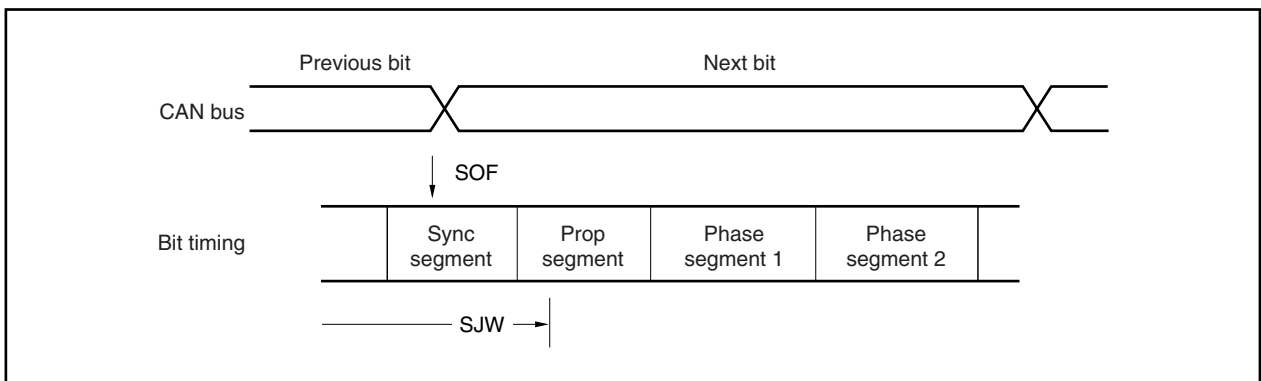 Previous bit
Next bit
CAN bus
SOF
Bit timing
Sync
segment
Prop
segment
Phase
segment 1
Phase
segment 2
SJW